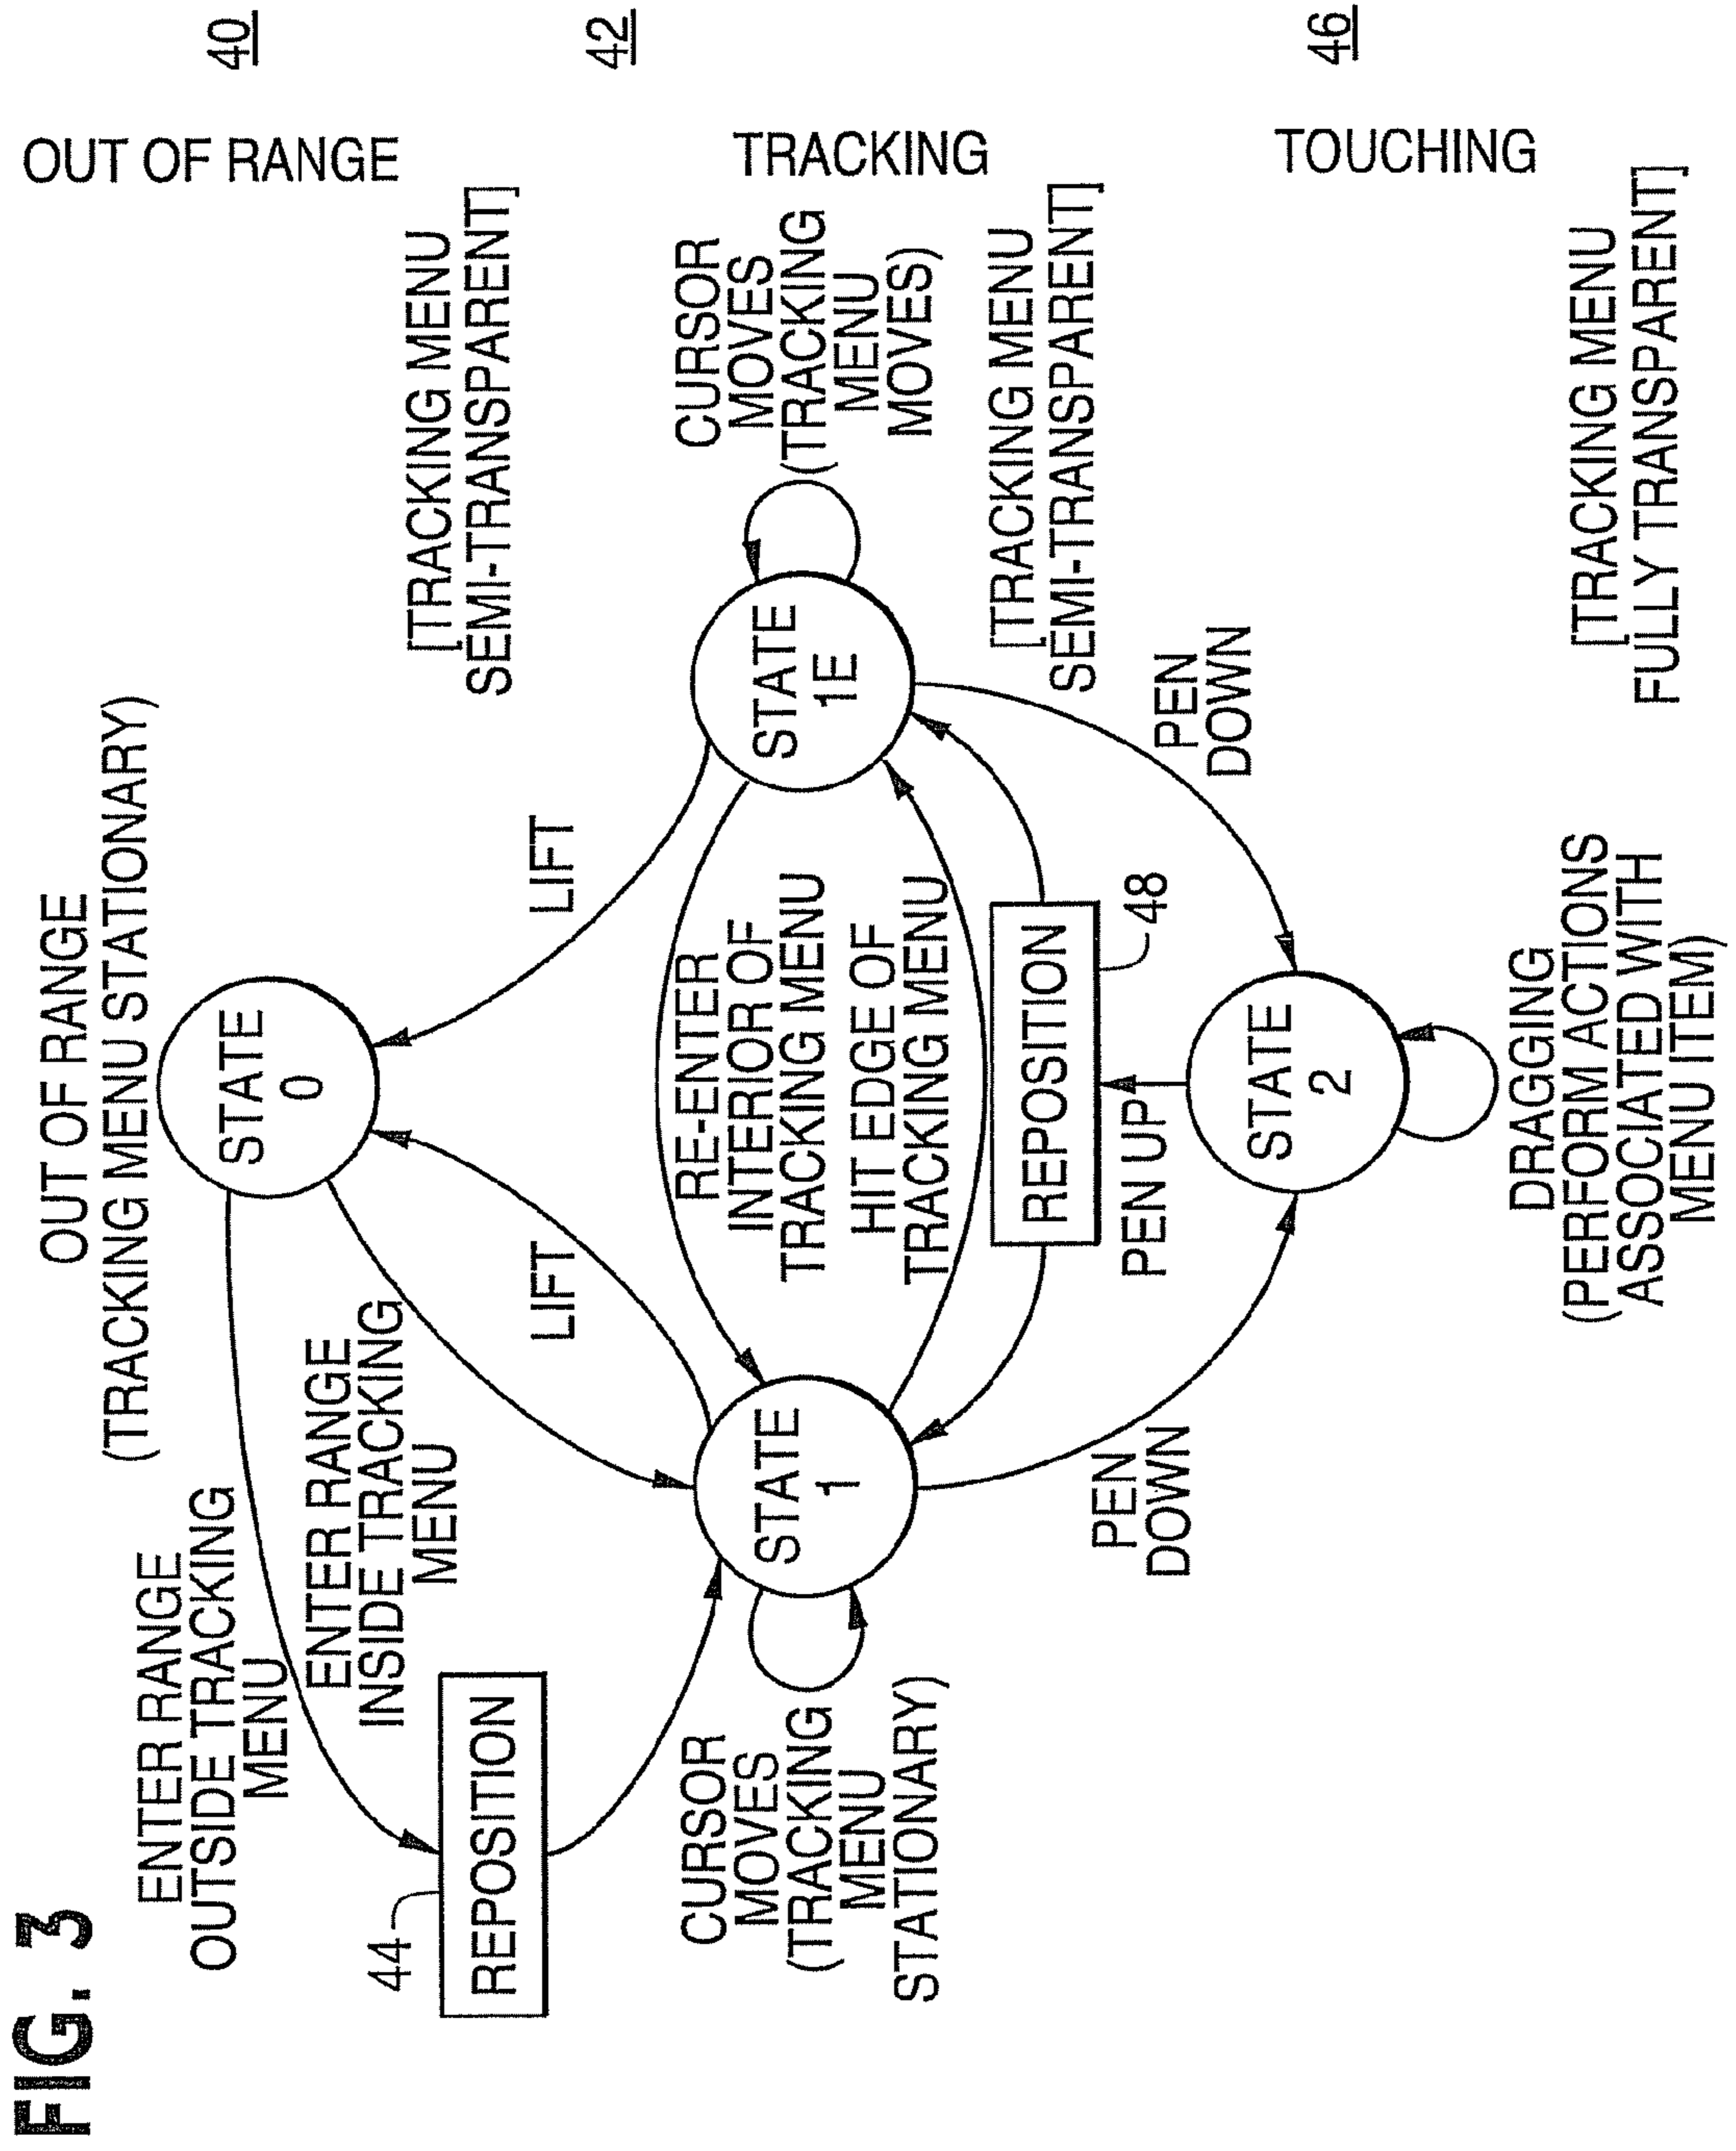 FIG. 3
OUT OF RANGE
(TRACKING MENU STATIONARY)
OUT OF RANGE
40
ENTER RANGE
OUTSIDE TRACKING
MENU
STATE
0
ENTER RANGE
INSIDE TRACKING
MENU
44
REPOSITION
LIFT
LIFT
[TRACKING MENU
SEMI-TRANSPARENT]
42
TRACKING
CURSOR
MOVES
(TRACKING
MENU
STATIONARY)
STATE
1
RE-ENTER
INTERIOR OF
TRACKING MENU
HIT EDGE OF
TRACKING MENU
STATE
1E
CURSOR
MOVES
(TRACKING
MENU
MOVES)
[TRACKING MENU
SEMI-TRANSPARENT]
REPOSITION
48
PEN UP
PEN
DOWN
PEN
DOWN
STATE
2
TOUCHING
46
DRAGGING
(PERFORM ACTIONS
ASSOCIATED WITH
MENU ITEM)
[TRACKING MENU
FULLY TRANSPARENT]